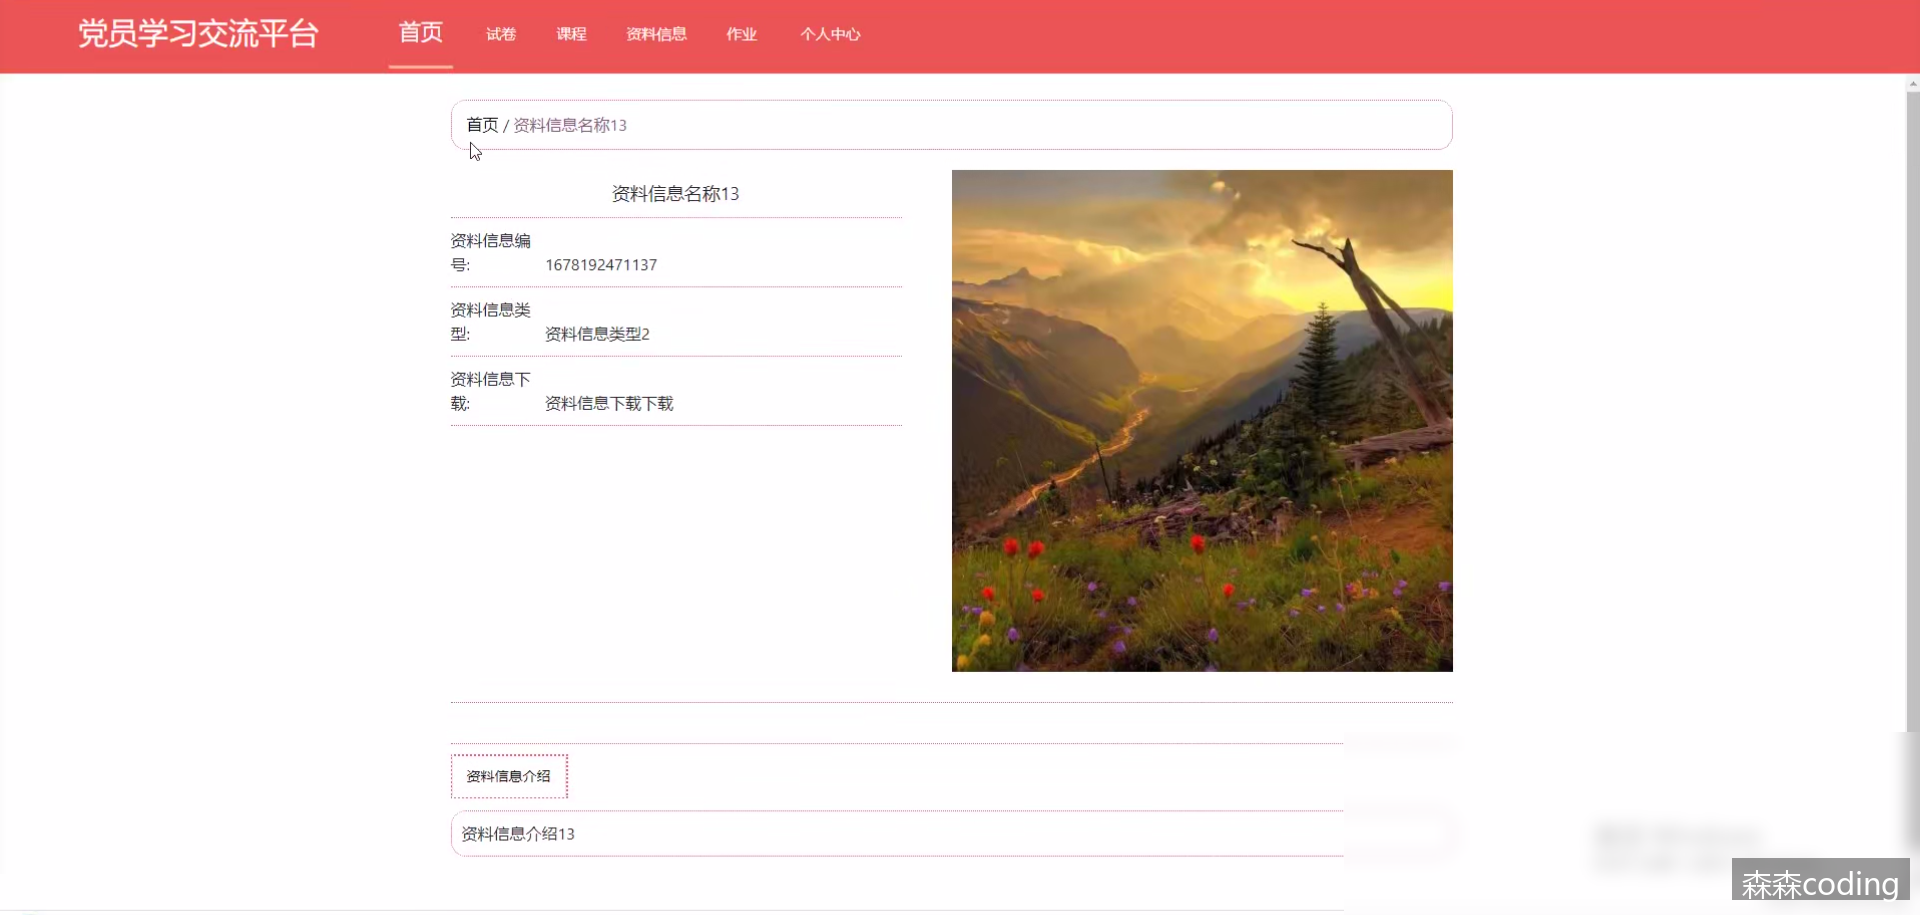 党员学习交流平台
首页 试卷 课程 资料信息 作业 个人中心
首页 / 资料信息名称13
资料信息名称13
资料信息编
号: 1678192471137
资料信息类
型: 资料信息类型2
资料信息下
载: 资料信息下载下载
资料信息介绍
资料信息介绍13
森森coding